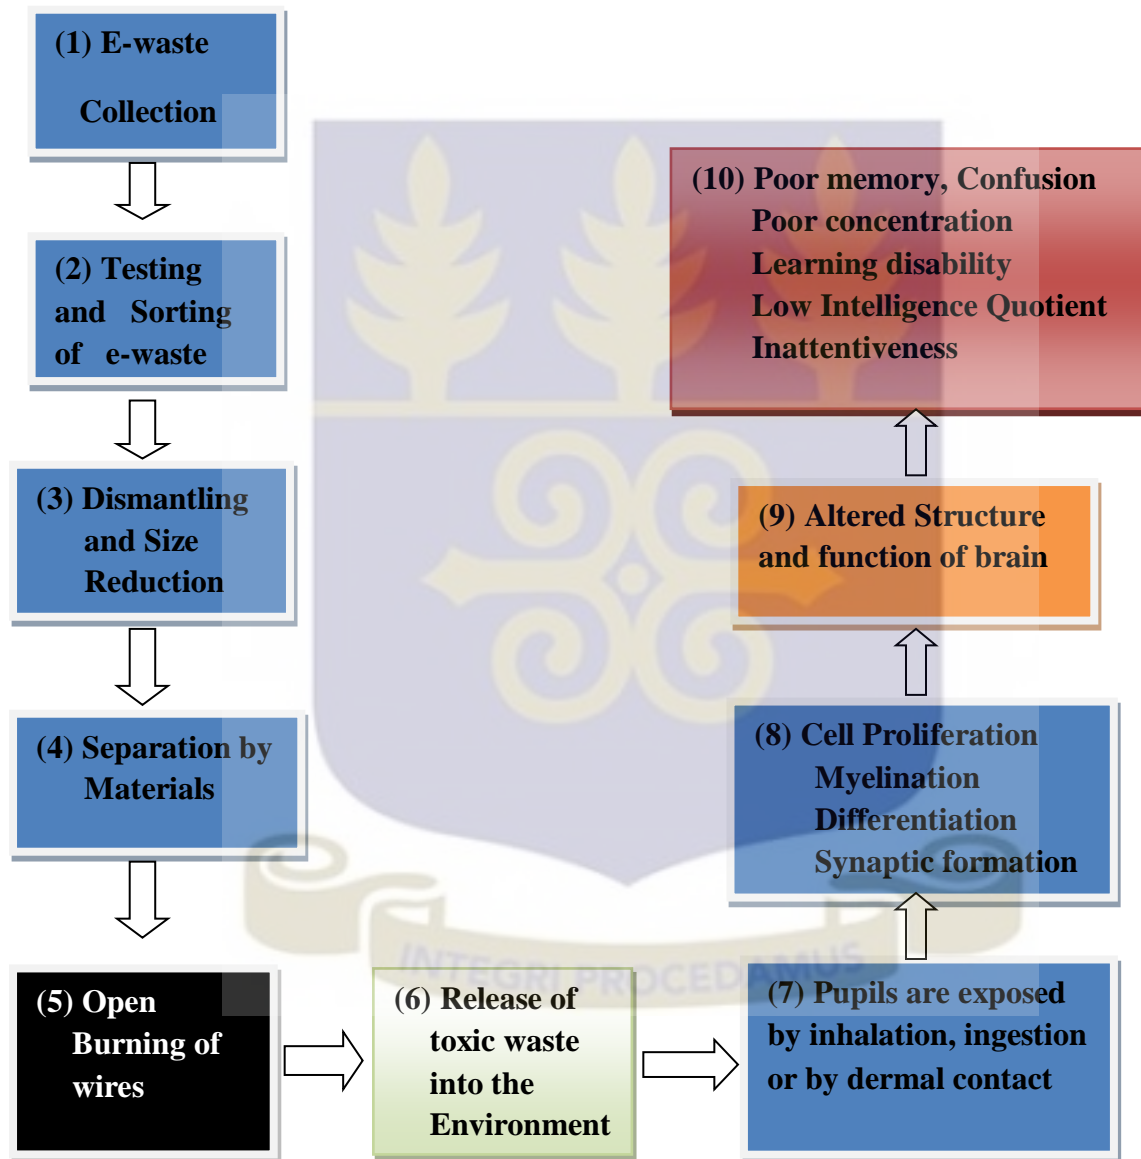 (1) E-waste
Collection
(2) Testing
and Sorting
of e-waste
(3) Dismantling
and Size
Reduction
(4) Separation by
Materials
(5) Open
Burning of
wires
(6) Release of
toxic waste
into the
Environment
(7) Pupils are exposed
by inhalation, ingestion
or by dermal contact
(8) Cell Proliferation
Myelination
Differentiation
Synaptic formation
(9) Altered Structure
and function of brain
(10) Poor memory, Confusion
Poor concentration
Learning disability
Low Intelligence Quotient
Inattentiveness
INTEGRI PROCEDAMUS